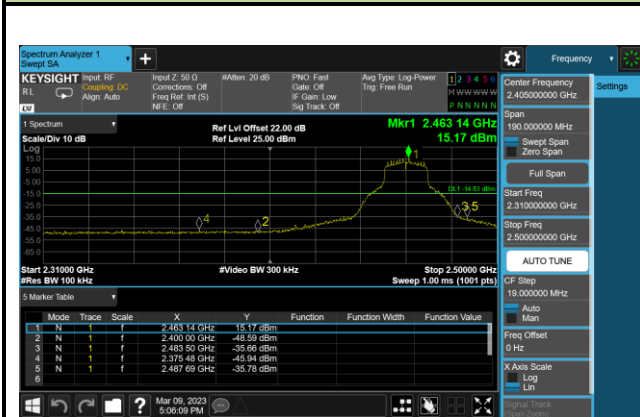 Spectrum Analyzer 1
Swept SA
Frequency
KEYSIGHT
R L
Input: RF
Coupling: DC
Align: Auto
Input Z: 50 Ω
Corrections: Off
Freq Ref: Int (S)
NFE: Off
#Atten: 20 dB
PNO: Fast
Gate: Off
IF Gain: Low
Sig Track: Off
Avg Type: Log-Power
Trig: Free Run
1 2 3 4 5 6
M W W W W W
P N N N N N
1 Spectrum
Scale/Div 10 dB
Ref Lvl Offset 22.00 dB
Ref Level 25.00 dBm
Mkr1 2.463 14 GHz
15.17 dBm
Log
15.0
5.00
-5.00
-15.0
-25.0
-35.0
-45.0
-55.0
-65.0
1
DL1 -14.83 dBm
4
2
3
5
Start 2.31000 GHz
#Res BW 100 kHz
#Video BW 300 kHz
Stop 2.50000 GHz
Sweep 1.00 ms (1001 pts)
5 Marker Table
Mode Trace Scale X Y Function Function Width Function Value
1 N 1 f 2.463 14 GHz 15.17 dBm
2 N 1 f 2.400 00 GHz -48.59 dBm
3 N 1 f 2.483 50 GHz -35.66 dBm
4 N 1 f 2.375 48 GHz -45.94 dBm
5 N 1 f 2.487 69 GHz -35.78 dBm
6
Mar 09, 2023
5:06:09 PM
Center Frequency
2.405000000 GHz
Span
190.000000 MHz
Swept Span
Zero Span
Full Span
Start Freq
2.310000000 GHz
Stop Freq
2.500000000 GHz
AUTO TUNE
CF Step
19.000000 MHz
Auto
Man
Freq Offset
0 Hz
X Axis Scale
Log
Lin
Signal Track
(Span Zoom)
Settings